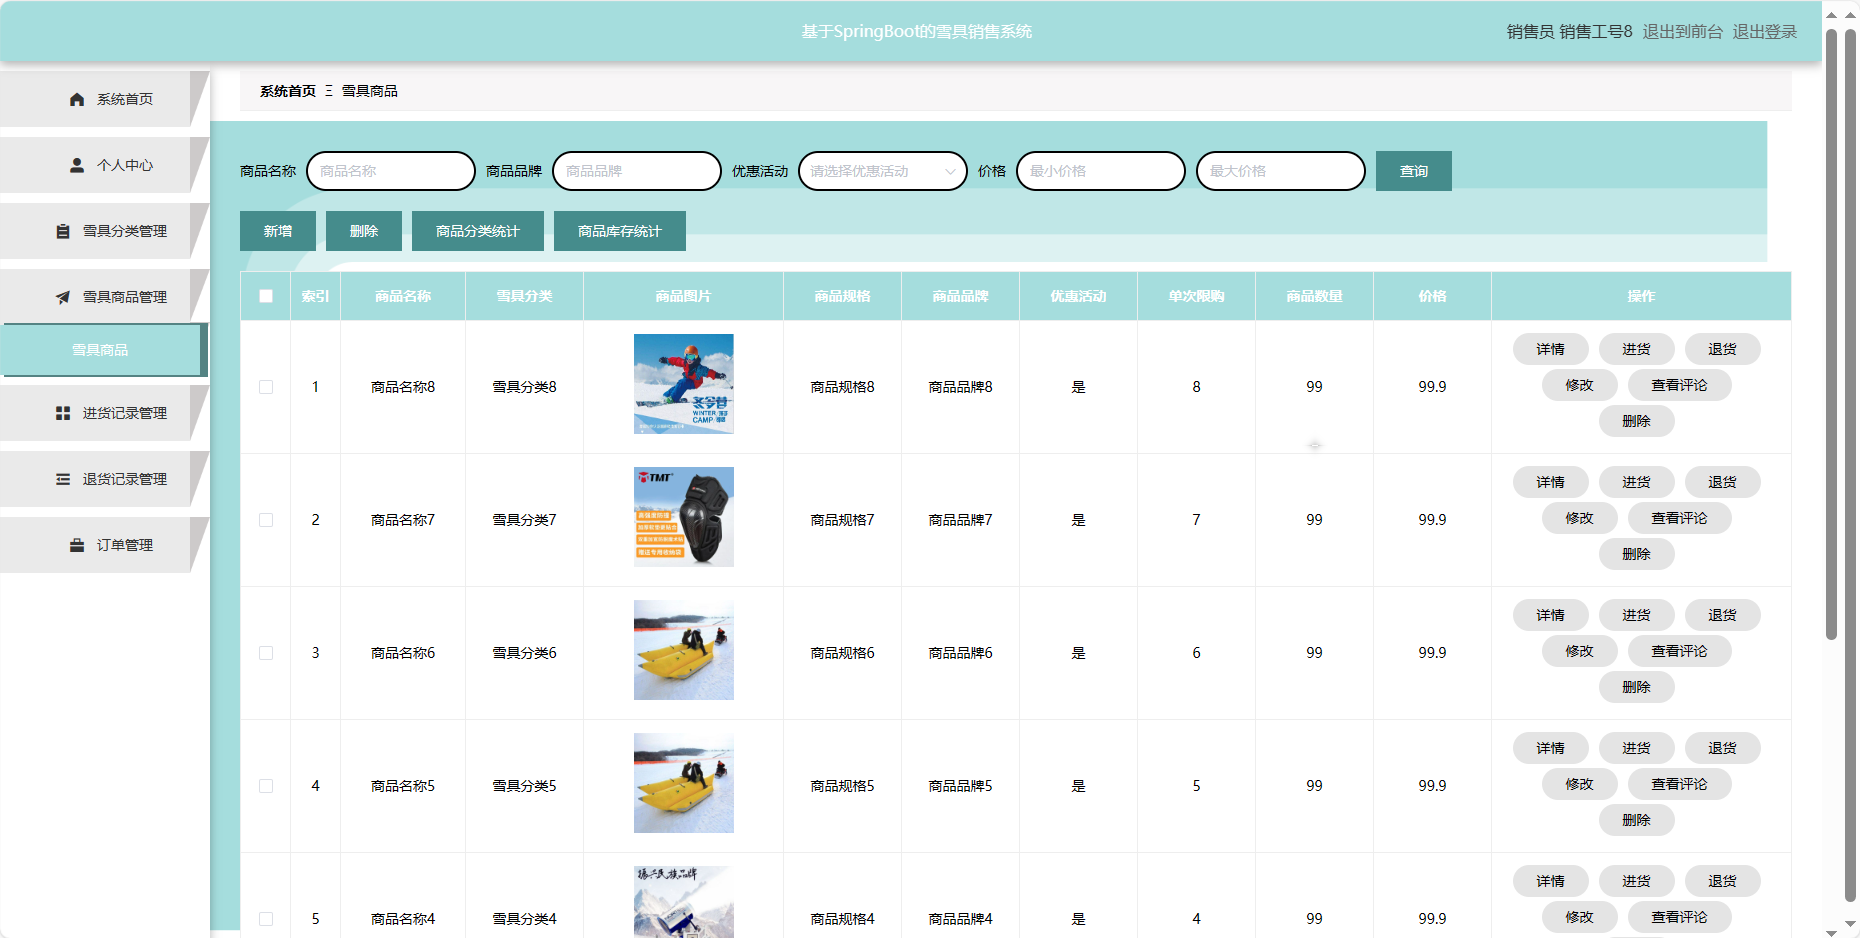 基于SpringBoot的雪具销售系统
销售员 销售工号8 退出到前台 退出登录
系统首页
个人中心
雪具分类管理
雪具商品管理
雪具商品
进货记录管理
退货记录管理
订单管理
系统首页 Ξ 雪具商品
商品名称 商品名称 商品品牌 商品品牌 优惠活动 请选择优惠活动 价格 最小价格 最大价格 查询
新增 删除 商品分类统计 商品库存统计
索引 商品名称 雪具分类 商品图片 商品规格 商品品牌 优惠活动 单次限购 商品数量 价格 操作
1 商品名称8 雪具分类8 商品规格8 商品品牌8 是 8 99 99.9
冬令营
WINTER
CAMP
详情 进货 退货
修改 查看评论
删除
2 商品名称7 雪具分类7 商品规格7 商品品牌7 是 7 99 99.9
TMT
详情 进货 退货
修改 查看评论
删除
3 商品名称6 雪具分类6 商品规格6 商品品牌6 是 6 99 99.9
详情 进货 退货
修改 查看评论
删除
4 商品名称5 雪具分类5 商品规格5 商品品牌5 是 5 99 99.9
详情 进货 退货
修改 查看评论
删除
5 商品名称4 雪具分类4 商品规格4 商品品牌4 是 4 99 99.9
振兴民族品牌
详情 进货 退货
修改 查看评论